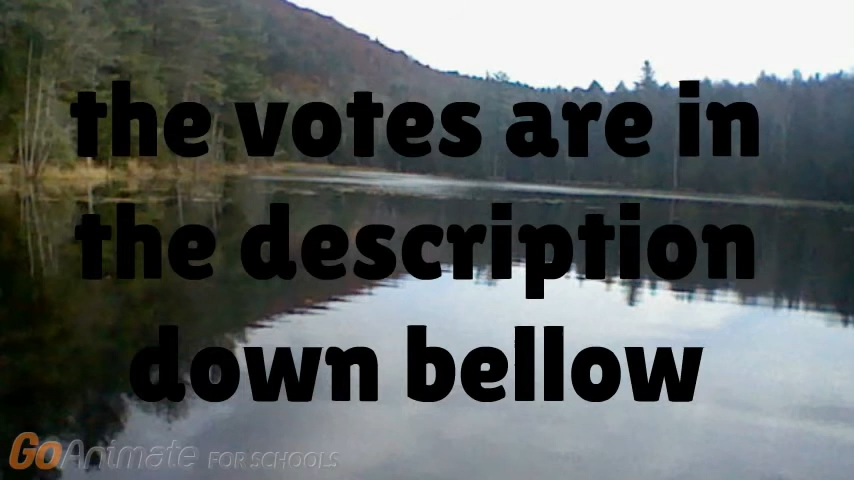 the votes are in
the description
down bellow
GoAnimate FOR SCHOOLS